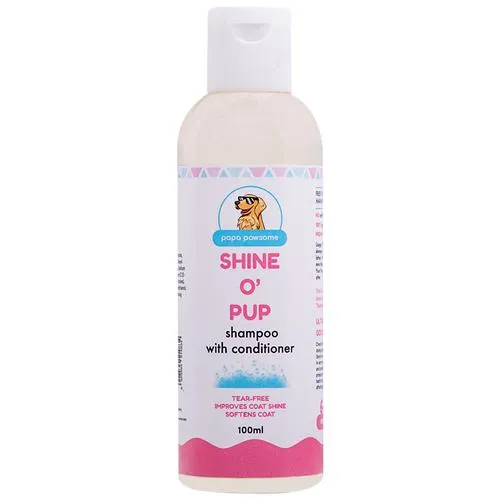 papa pawsome
SHINE
O'
PUP
shampoo
with conditioner
TEAR-FREE
IMPROVES COAT SHINE
SOFTENS COAT
100ml